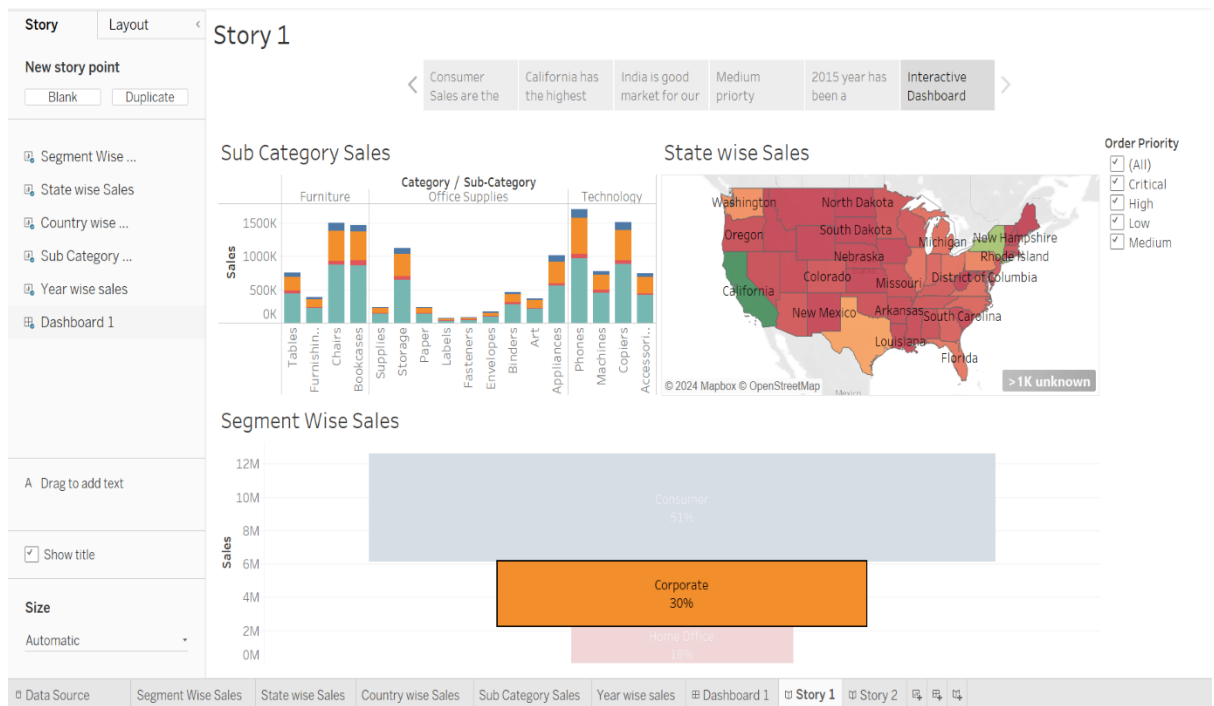 Story
Layout
New story point
Blank
Duplicate
Segment Wise ...
State wise Sales
Country wise ...
Sub Category ...
Year wise sales
Dashboard 1
A Drag to add text
Show title
Size
Automatic
Story 1
Consumer
Sales are the
California has
the highest
India is good
market for our
Medium
priorty
2015 year has
been a
Interactive
Dashboard
Sub Category Sales
Category / Sub-Category
Furniture
Office Supplies
Technology
Sales
1500K
1000K
500K
0K
Tables
Furnishin..
Chairs
Bookcases
Supplies
Storage
Paper
Labels
Fasteners
Envelopes
Binders
Art
Appliances
Phones
Machines
Copiers
Accessori..
State wise Sales
Washington
North Dakota
Oregon
South Dakota
Michigan
New Hampshire
Nebraska
Rhode Island
Colorado
Missouri
District of Columbia
California
New Mexico
Arkansas
South Carolina
Louisiana
Florida
Mexico
© 2024 Mapbox © OpenStreetMap
>1K unknown
Order Priority
(All)
Critical
High
Low
Medium
Segment Wise Sales
Sales
12M
10M
8M
6M
4M
2M
0M
Consumer
51%
Corporate
30%
Home Office
18%
Data Source
Segment Wise Sales
State wise Sales
Country wise Sales
Sub Category Sales
Year wise sales
Dashboard 1
Story 1
Story 2